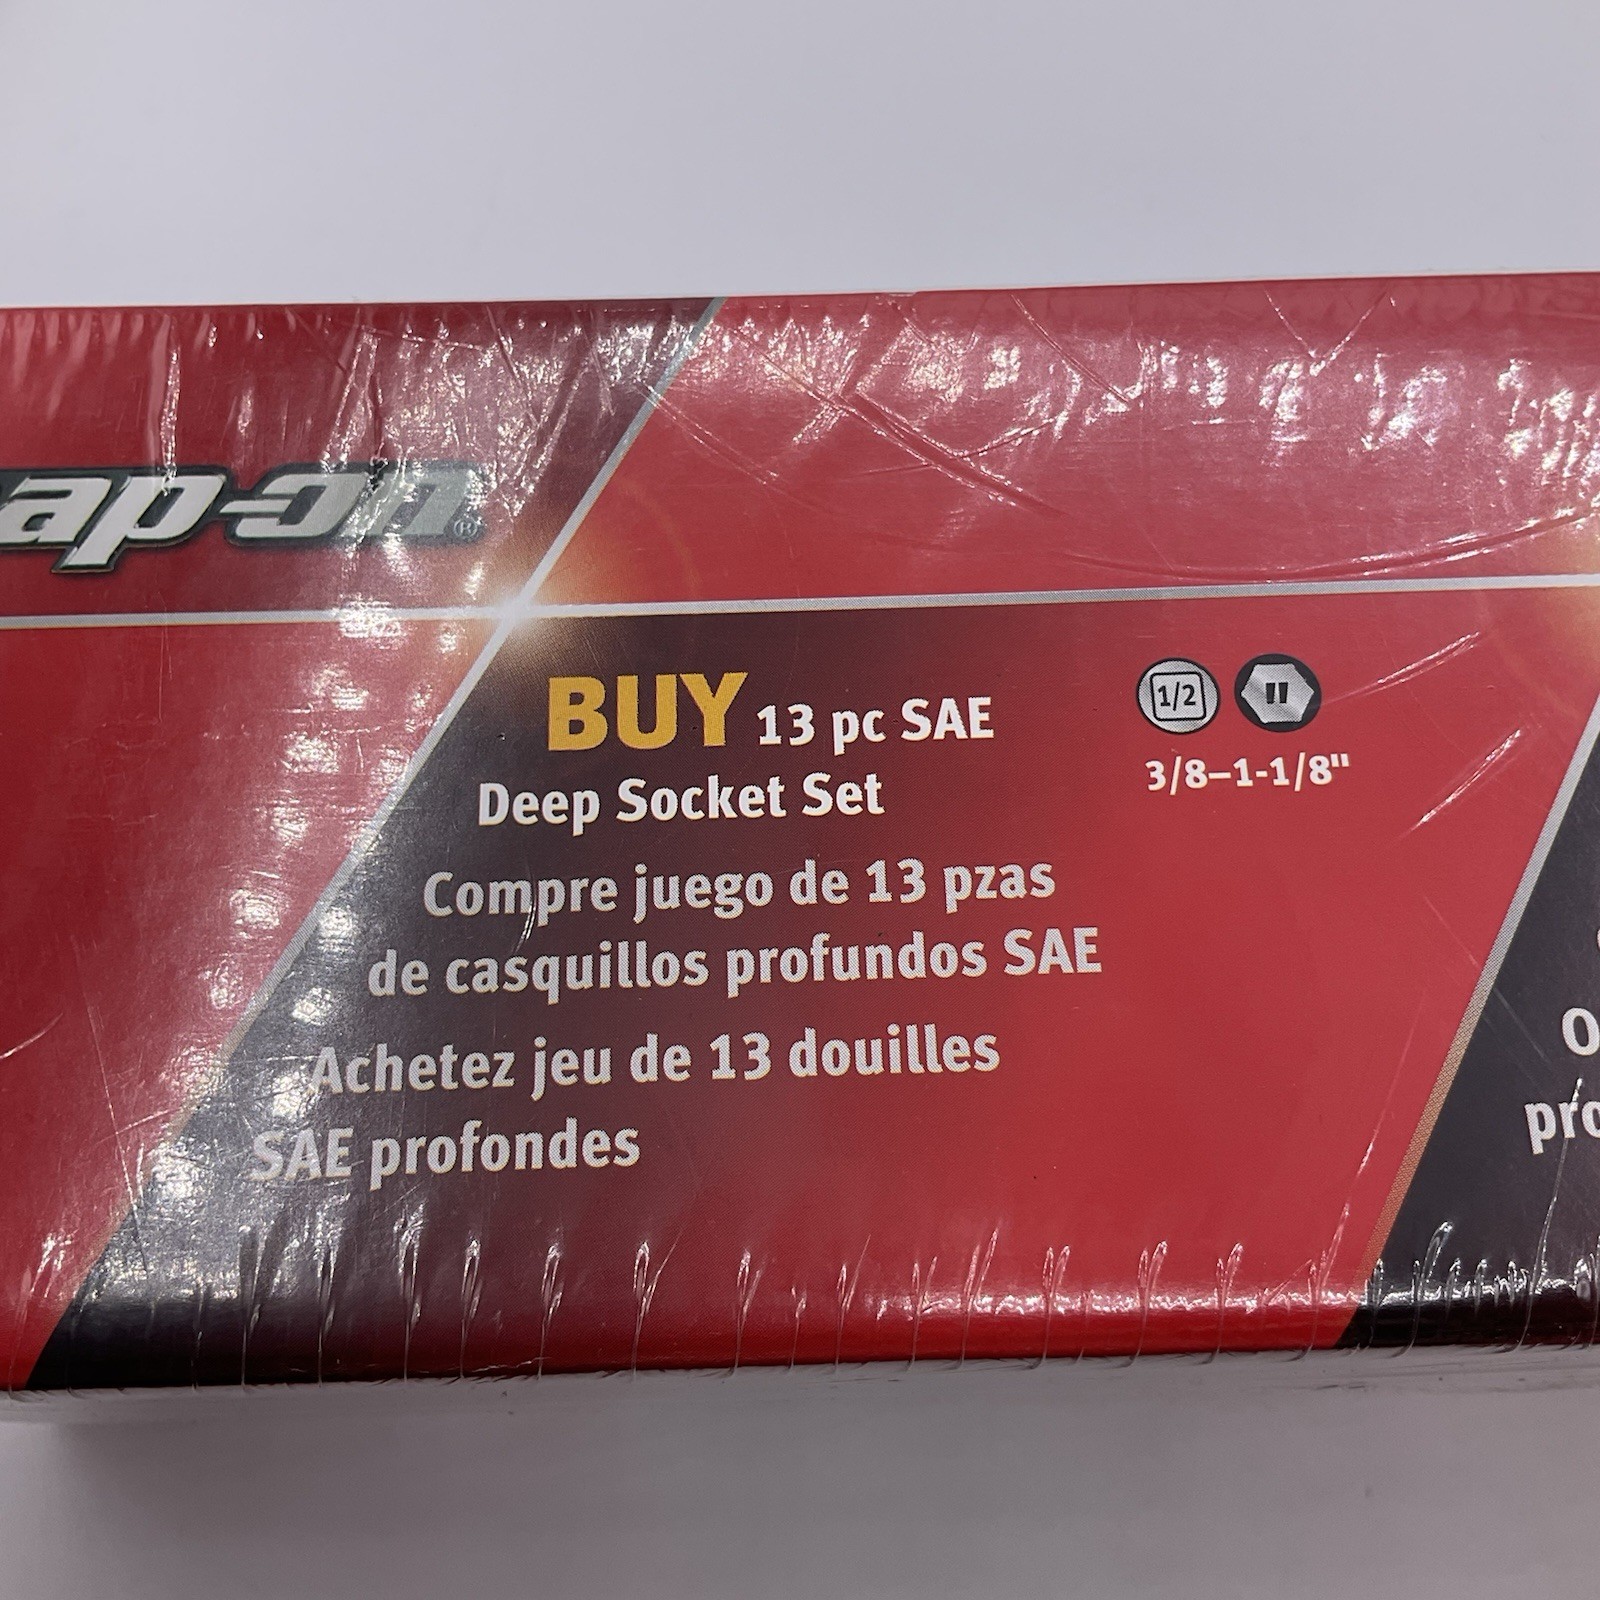 ap-on®
BUY 13 pc SAE
Deep Socket Set
1/2 "
3/8–1-1/8"
Compre juego de 13 pzas
de casquillos profundos SAE
Achetez jeu de 13 douilles
SAE profondes
O
pro